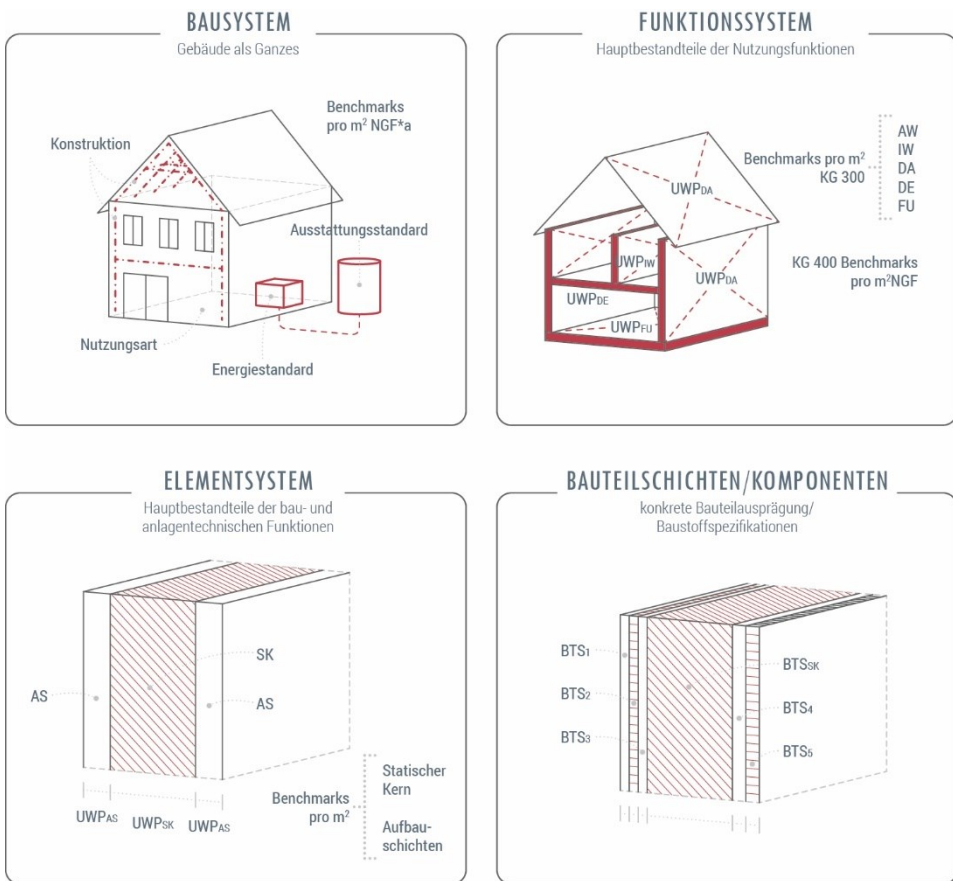 BAUSYSTEM
Gebäude als Ganzes
Benchmarks
pro m² NGF*a
Konstruktion
Ausstattungsstandard
Nutzungsart
Energiestandard
FUNKTIONSSYSTEM
Hauptbestandteile der Nutzungsfunktionen
Benchmarks pro m²
KG 300
AW
IW
DA
DE
FU
UWPDA
UWPIW
UWPDA
UWPDE
UWPFU
KG 400 Benchmarks
pro m²NGF
ELEMENTSYSTEM
Hauptbestandteile der bau- und
anlagentechnischen Funktionen
SK
AS
AS
Benchmarks
pro m²
Statischer
Kern
Aufbau-
schichten
UWPAS
UWPSK
UWPAS
BAUTEILSCHICHTEN/KOMPONENTEN
konkrete Bauteilausprägung/
Baustoffspezifikationen
BTS1
BTS2
BTS3
BTSSK
BTS4
BTS5